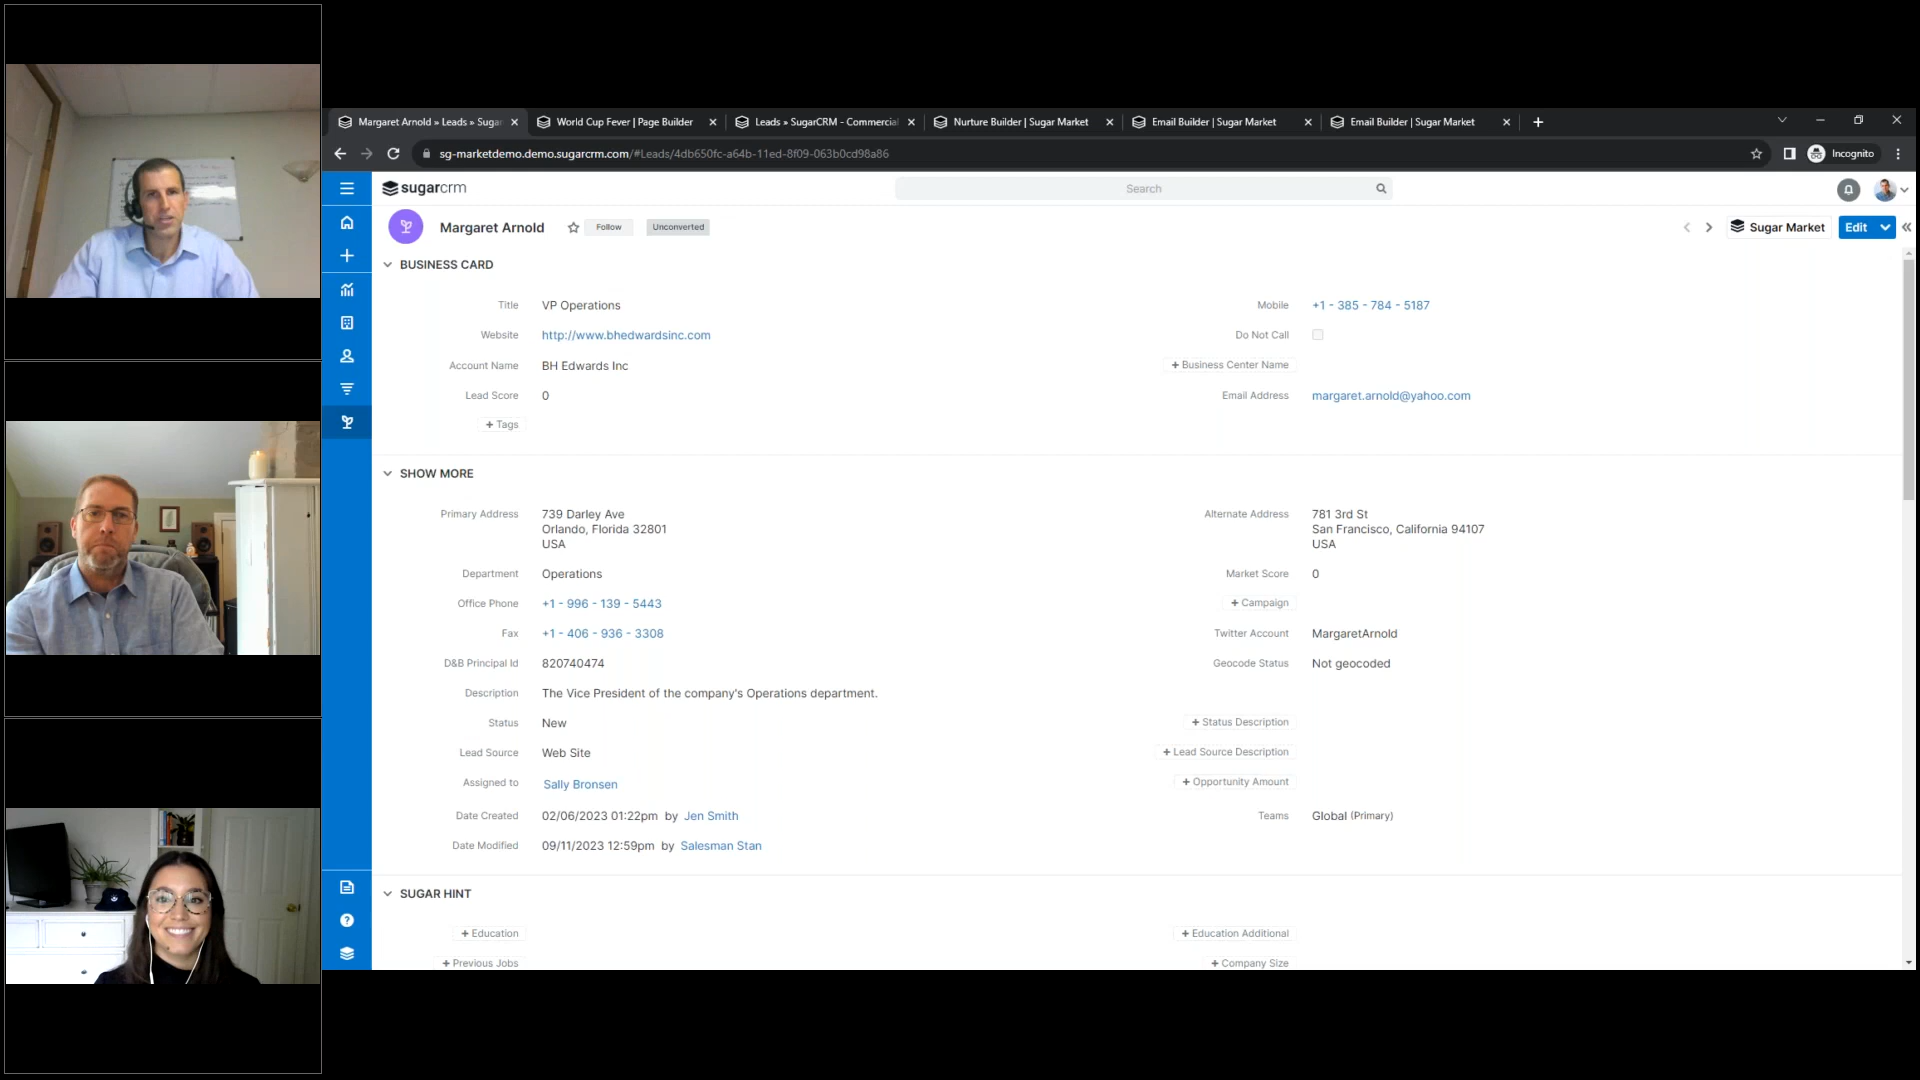 Margaret Arnold » Leads » Sugar
World Cup Fever | Page Builder
Leads » SugarCRM - Commercial
Nurture Builder | Sugar Market
Email Builder | Sugar Market
Email Builder | Sugar Market
sg-marketdemo.demo.sugarcrm.com/#Leads/4db650fc-a64b-11ed-8f09-063b0cd98a86
Incognito
sugarcrm
Search
Margaret Arnold
Follow
Unconverted
Sugar Market
Edit
BUSINESS CARD
Title VP Operations
Mobile +1 - 385 - 784 - 5187
Website http://www.bhedwardsinc.com
Do Not Call
Account Name BH Edwards Inc
+ Business Center Name
Lead Score 0
Email Address margaret.arnold@yahoo.com
+ Tags
SHOW MORE
Primary Address 739 Darley Ave
Orlando, Florida 32801
USA
Alternate Address 781 3rd St
San Francisco, California 94107
USA
Department Operations
Market Score 0
Office Phone +1 - 996 - 139 - 5443
+ Campaign
Fax +1 - 406 - 936 - 3308
Twitter Account MargaretArnold
D&B Principal Id 820740474
Geocode Status Not geocoded
Description The Vice President of the company's Operations department.
Status New
+ Status Description
Lead Source Web Site
+ Lead Source Description
Assigned to Sally Bronsen
+ Opportunity Amount
Date Created 02/06/2023 01:22pm by Jen Smith
Teams Global (Primary)
Date Modified 09/11/2023 12:59pm by Salesman Stan
SUGAR HINT
+ Education
+ Education Additional
+ Previous Jobs
+ Company Size